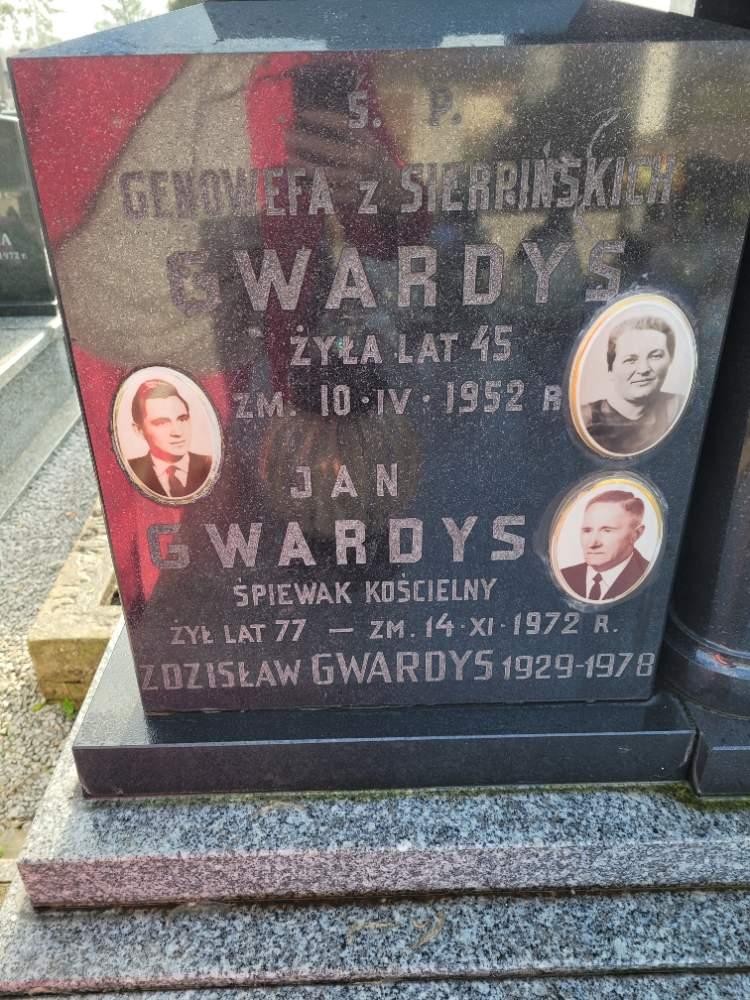 Ś. P.
GENOWEFA Z SIERPIŃSKICH
GWARDYS
ŻYŁA LAT 45
ZM. 10·IV·1952 R
JAN
GWARDYS
ŚPIEWAK KOŚCIELNY
ŻYŁ LAT 77 — ZM. 14·XI·1972 R.
ZDZISŁAW GWARDYS 1929-1978
A
1972 r.